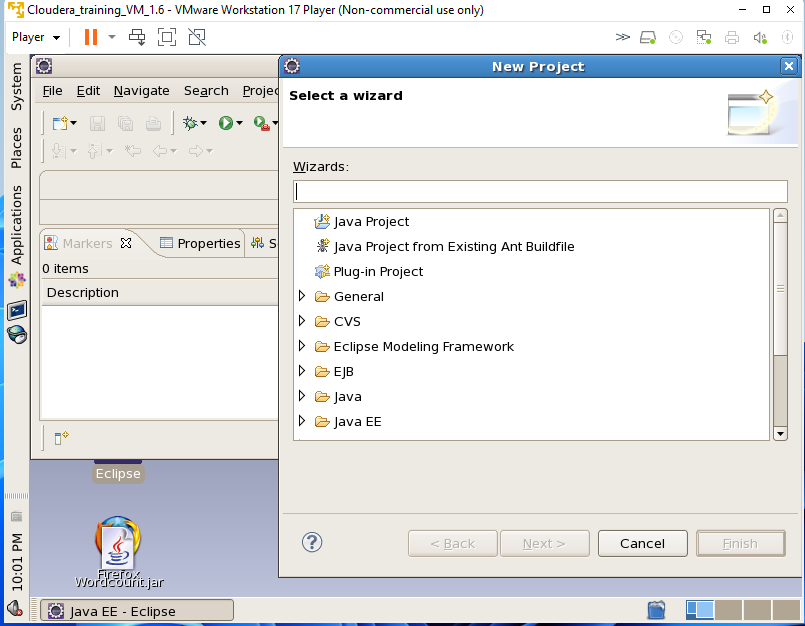 Cloudera_training_VM_1.6 - VMware Workstation 17 Player (Non-commercial use only)
Player
System
Places
Applications
10:01 PM
File Edit Navigate Search Projec
Markers Properties S
0 items
Description
New Project
Select a wizard
Wizards:
Java Project
Java Project from Existing Ant Buildfile
Plug-in Project
General
CVS
Eclipse Modeling Framework
EJB
Java
Java EE
< Back Next > Cancel Finish
Eclipse
Firefox
Wordcount.jar
Java EE - Eclipse